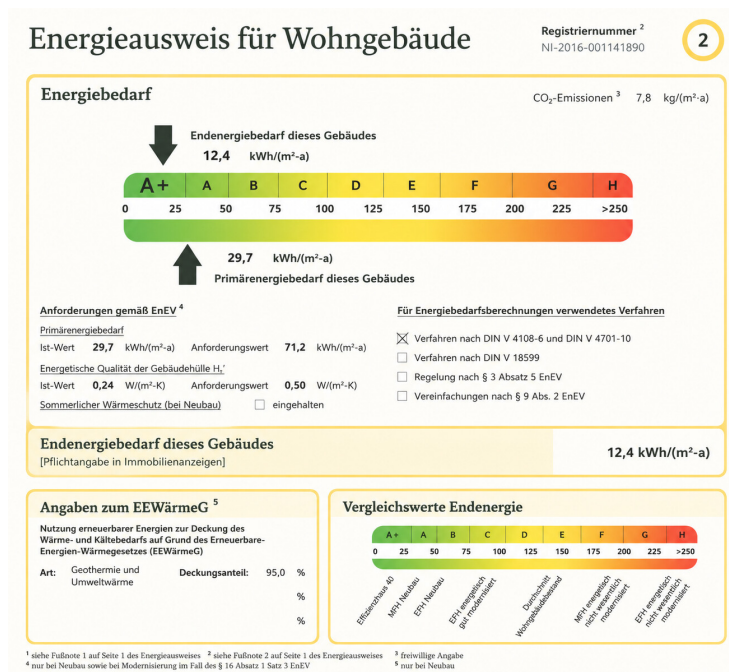 Energieausweis für Wohngebäude
Registriernummer ²
NI-2016-001141890
2
Energiebedarf
CO₂-Emissionen ³ 7,8 kg/(m²·a)
Endenergiebedarf dieses Gebäudes
12,4 kWh/(m²-a)
A+ A B C D E F G H
0 25 50 75 100 125 150 175 200 225 >250
29,7 kWh/(m²-a)
Primärenergiebedarf dieses Gebäudes
Anforderungen gemäß EnEV ⁴
Primärenergiebedarf
Ist-Wert 29,7 kWh/(m²-a) Anforderungswert 71,2 kWh/(m²-a)
Energetische Qualität der Gebäudehülle Hₜ'
Ist-Wert 0,24 W/(m²-K) Anforderungswert 0,50 W/(m²-K)
Sommerlicher Wärmeschutz (bei Neubau) eingehalten
Für Energiebedarfsberechnungen verwendetes Verfahren
Verfahren nach DIN V 4108-6 und DIN V 4701-10
Verfahren nach DIN V 18599
Regelung nach § 3 Absatz 5 EnEV
Vereinfachungen nach § 9 Abs. 2 EnEV
Endenergiebedarf dieses Gebäudes
[Pflichtangabe in Immobilienanzeigen]
12,4 kWh/(m²-a)
Angaben zum EEWärmeG ⁵
Nutzung erneuerbarer Energien zur Deckung des
Wärme- und Kältebedarfs auf Grund des Erneuerbare-
Energien-Wärmegesetzes (EEWärmeG)
Art: Geothermie und Deckungsanteil: 95,0 %
Umweltwärme
%
%
Vergleichswerte Endenergie
A+ A B C D E F G H
0 25 50 75 100 125 150 175 200 225 >250
Effizienzhaus 40
MFH Neubau
EFH Neubau
EFH energetisch
gut modernisiert
Durchschnitt
Wohngebäudebestand
MFH energetisch
nicht wesentlich
modernisiert
EFH energetisch
nicht wesentlich
modernisiert
¹ siehe Fußnote 1 auf Seite 1 des Energieausweises ² siehe Fußnote 2 auf Seite 1 des Energieausweises ³ freiwillige Angabe
⁴ nur bei Neubau sowie bei Modernisierung im Fall des § 16 Absatz 1 Satz 3 EnEV ⁵ nur bei Neubau